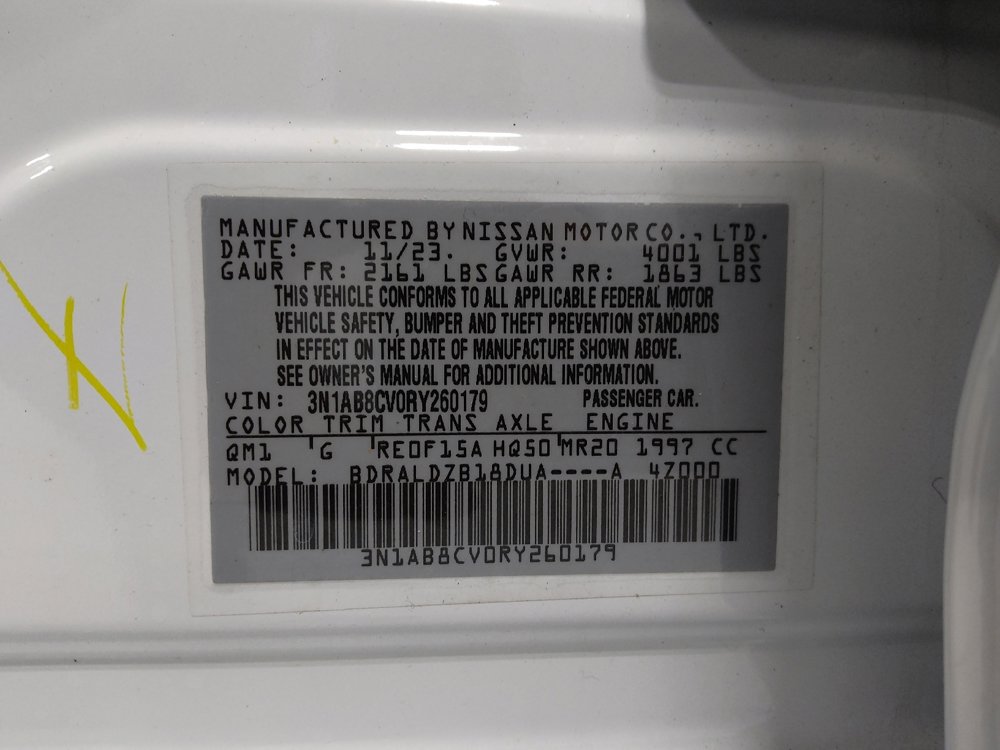 MANUFACTURED BY NISSAN MOTOR CO., LTD.
DATE: 11/23. GVWR: 4001 LBS
GAWR FR: 2161 LBS GAWR RR: 1863 LBS
THIS VEHICLE CONFORMS TO ALL APPLICABLE FEDERAL MOTOR
VEHICLE SAFETY, BUMPER AND THEFT PREVENTION STANDARDS
IN EFFECT ON THE DATE OF MANUFACTURE SHOWN ABOVE.
SEE OWNER'S MANUAL FOR ADDITIONAL INFORMATION.
VIN: 3N1AB8CV0RY260179 PASSENGER CAR.
COLOR TRIM TRANS AXLE ENGINE
QM1 G RE0F15A HQ50 MR20 1997 CC
MODEL: BDRALDZB18DUA----A 4Z000
3N1AB8CV0RY260179